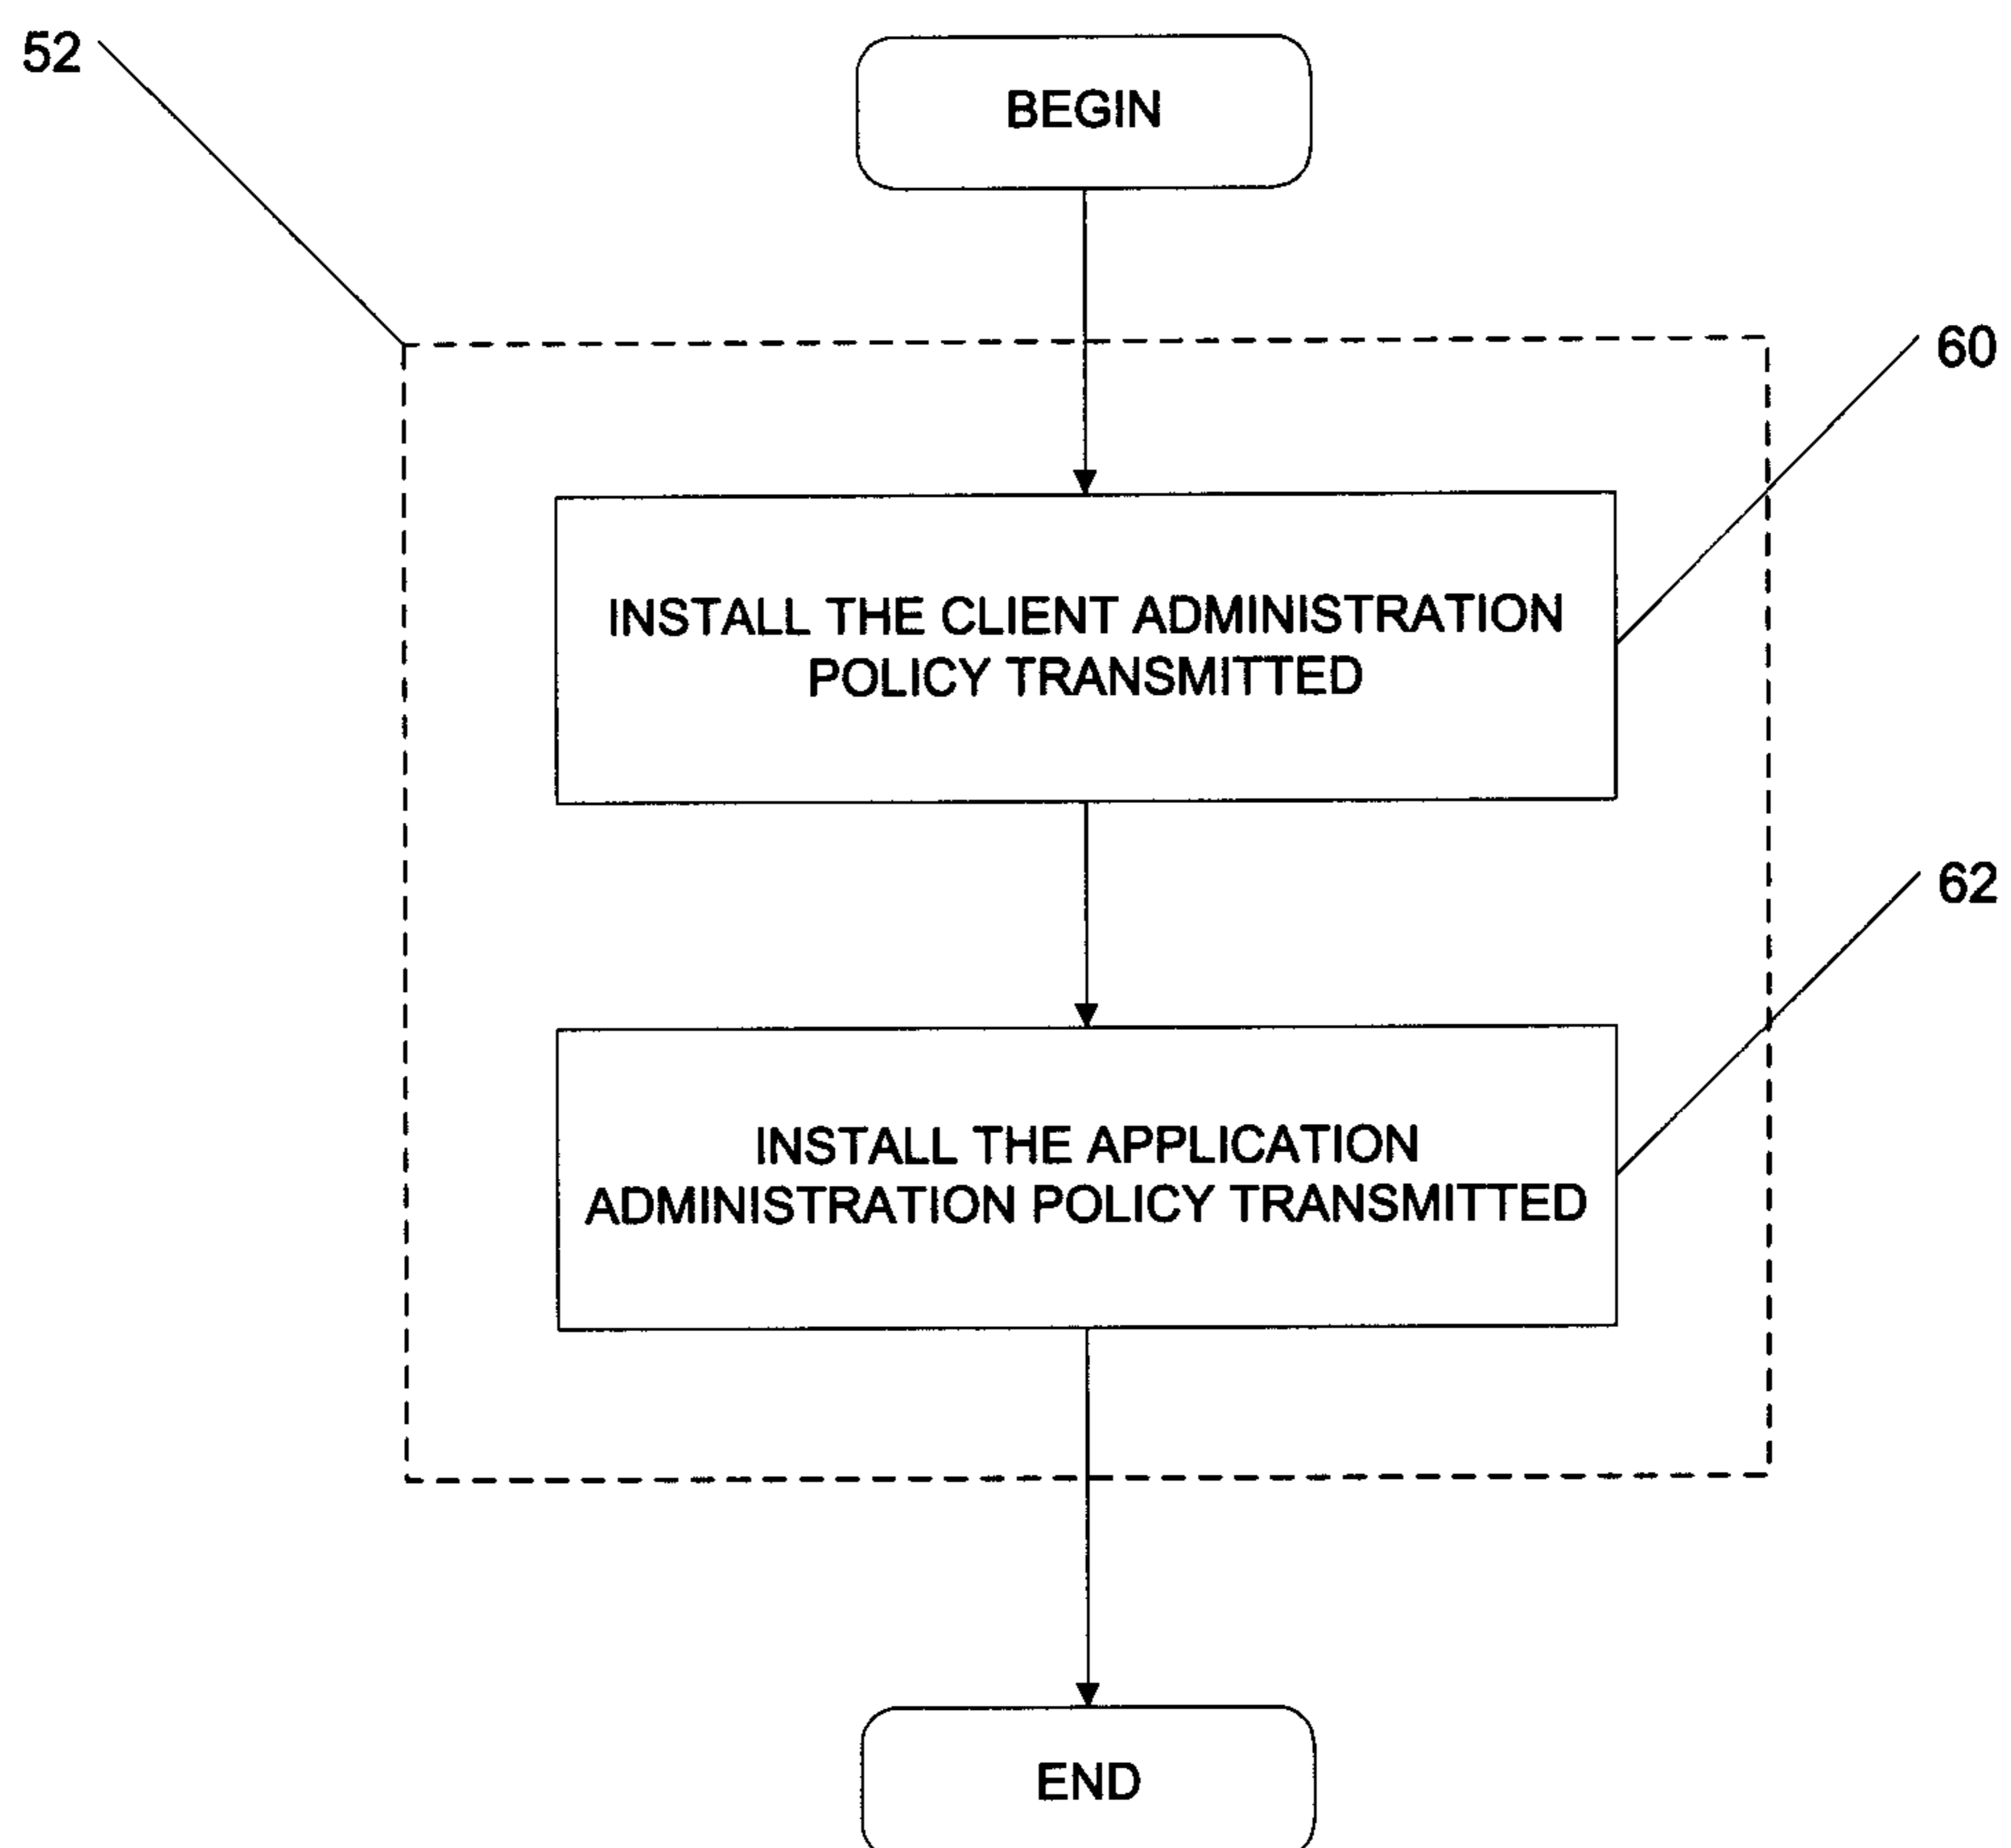 52
BEGIN
60
INSTALL THE CLIENT ADMINISTRATION
POLICY TRANSMITTED
62
INSTALL THE APPLICATION
ADMINISTRATION POLICY TRANSMITTED
END